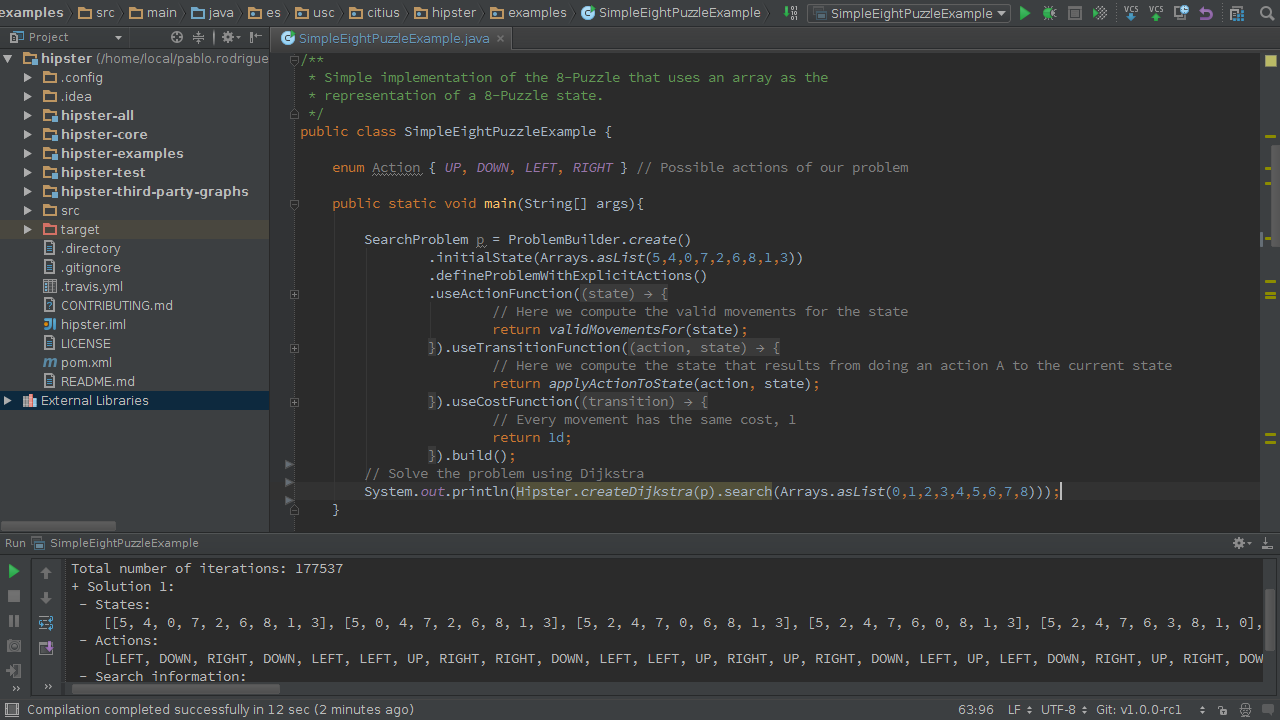 examples src main java es usc citius hipster examples SimpleEightPuzzleExample SimpleEightPuzzleExample VCS VCS
Project
SimpleEightPuzzleExample.java
hipster (/home/local/pablo.rodrigue
.config
.idea
hipster-all
hipster-core
hipster-examples
hipster-test
hipster-third-party-graphs
src
target
.directory
.gitignore
.travis.yml
CONTRIBUTING.md
hipster.iml
LICENSE
pom.xml
README.md
External Libraries
/**
* Simple implementation of the 8-Puzzle that uses an array as the
* representation of a 8-Puzzle state.
*/
public class SimpleEightPuzzleExample {
enum Action { UP, DOWN, LEFT, RIGHT } // Possible actions of our problem
public static void main(String[] args){
SearchProblem p = ProblemBuilder.create()
.initialState(Arrays.asList(5,4,0,7,2,6,8,1,3))
.defineProblemWithExplicitActions()
.useActionFunction((state) → {
// Here we compute the valid movements for the state
return validMovementsFor(state);
}).useTransitionFunction((action, state) → {
// Here we compute the state that results from doing an action A to the current state
return applyActionToState(action, state);
}).useCostFunction((transition) → {
// Every movement has the same cost, 1
return 1d;
}).build();
// Solve the problem using Dijkstra
System.out.println(Hipster.createDijkstra(p).search(Arrays.asList(0,1,2,3,4,5,6,7,8)));
}
Run SimpleEightPuzzleExample
Total number of iterations: 177537
+ Solution 1:
- States:
[[5, 4, 0, 7, 2, 6, 8, 1, 3], [5, 0, 4, 7, 2, 6, 8, 1, 3], [5, 2, 4, 7, 0, 6, 8, 1, 3], [5, 2, 4, 7, 6, 0, 8, 1, 3], [5, 2, 4, 7, 6, 3, 8, 1, 0],
- Actions:
[LEFT, DOWN, RIGHT, DOWN, LEFT, LEFT, UP, RIGHT, RIGHT, DOWN, LEFT, LEFT, UP, RIGHT, UP, RIGHT, DOWN, LEFT, UP, LEFT, DOWN, RIGHT, UP, RIGHT, DOW
- Search information:
Compilation completed successfully in 12 sec (2 minutes ago) 63:96 LF UTF-8 Git: v1.0.0-rc1